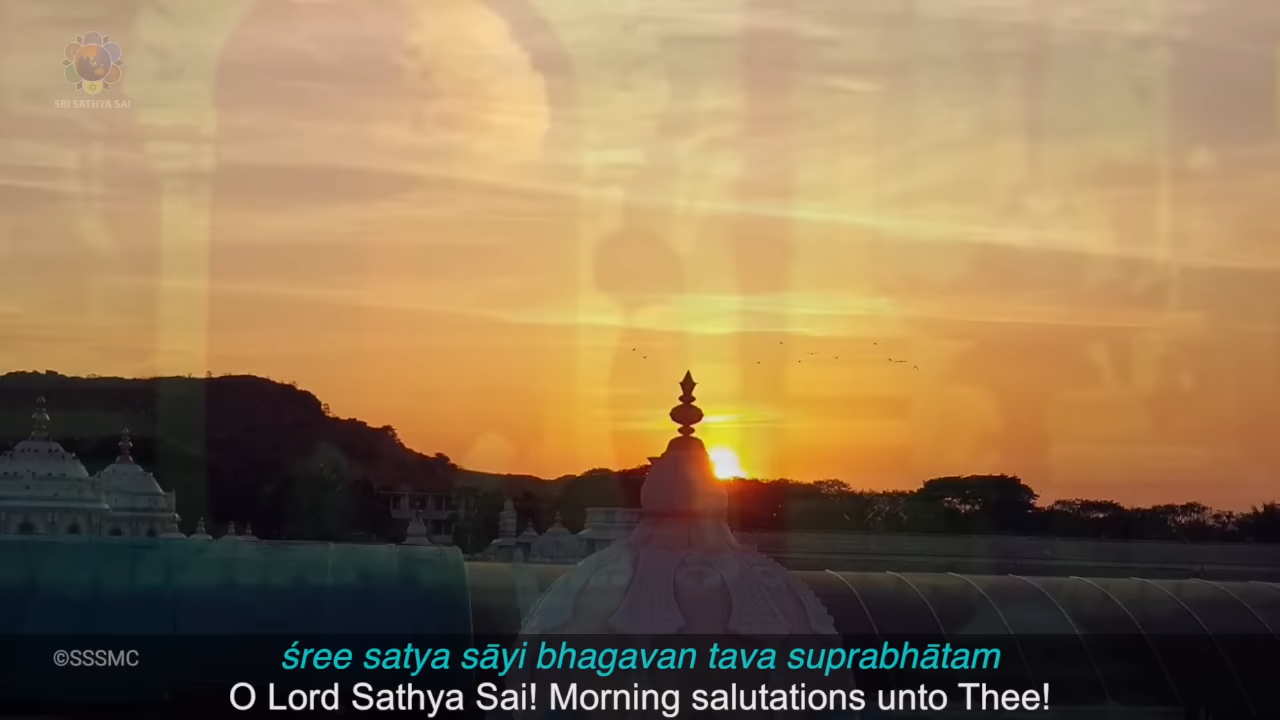 SRI SATHYA SAI
©SSSMC
śree satya sāyi bhagavan tava suprabhātam
O Lord Sathya Sai! Morning salutations unto Thee!